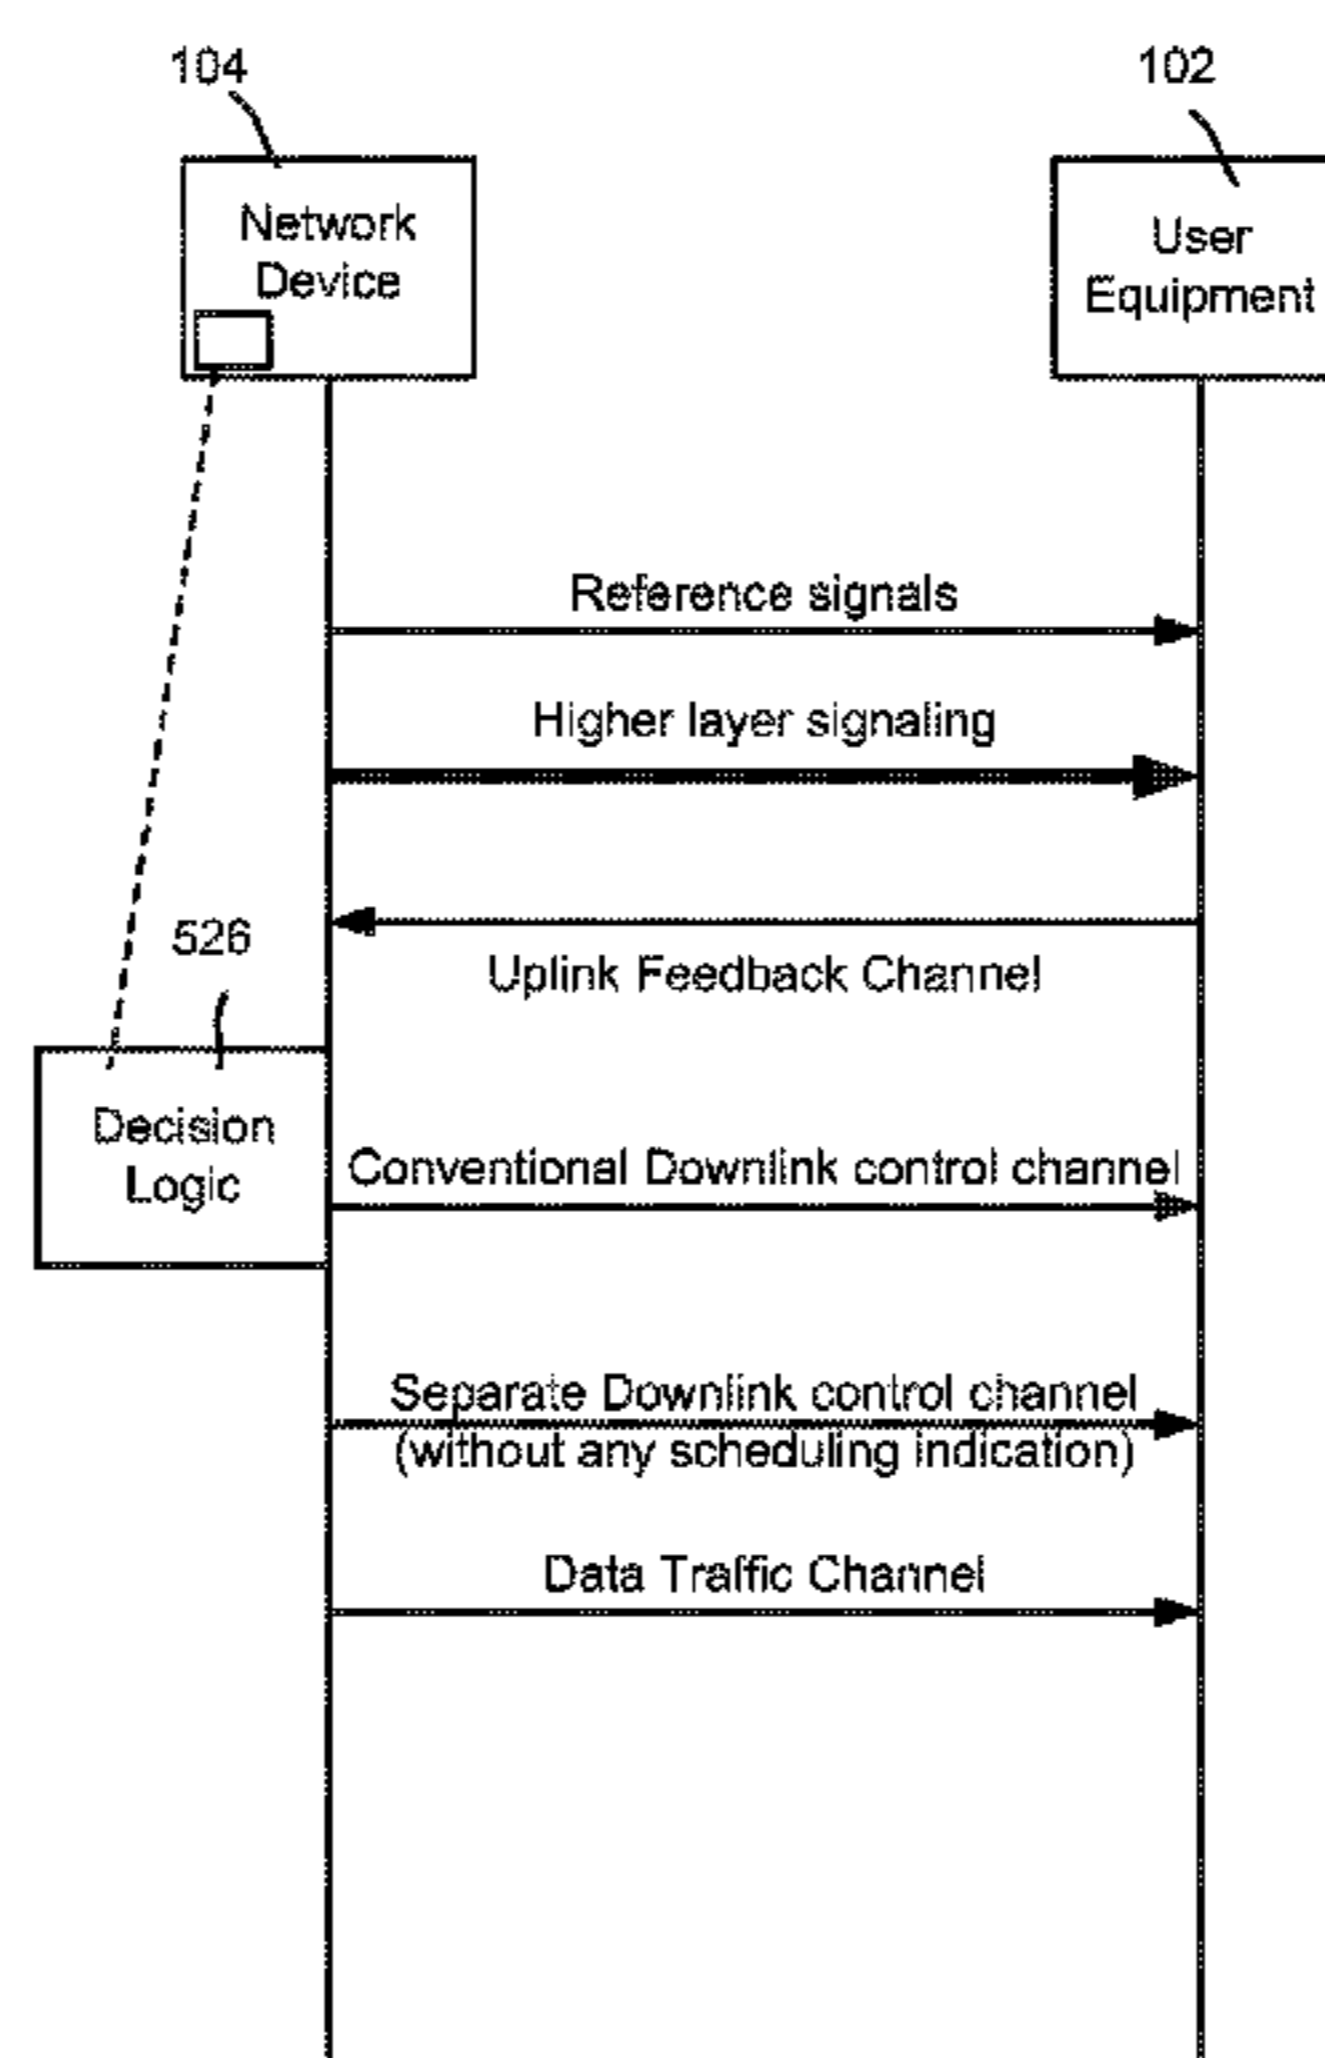 104
102
Network
Device
User
Equipment
Reference signals
Higher layer signaling
526
Uplink Feedback Channel
Decision
Logic
Conventional Downlink control channel
Separate Downlink control channel
(without any scheduling indication)
Data Traffic Channel